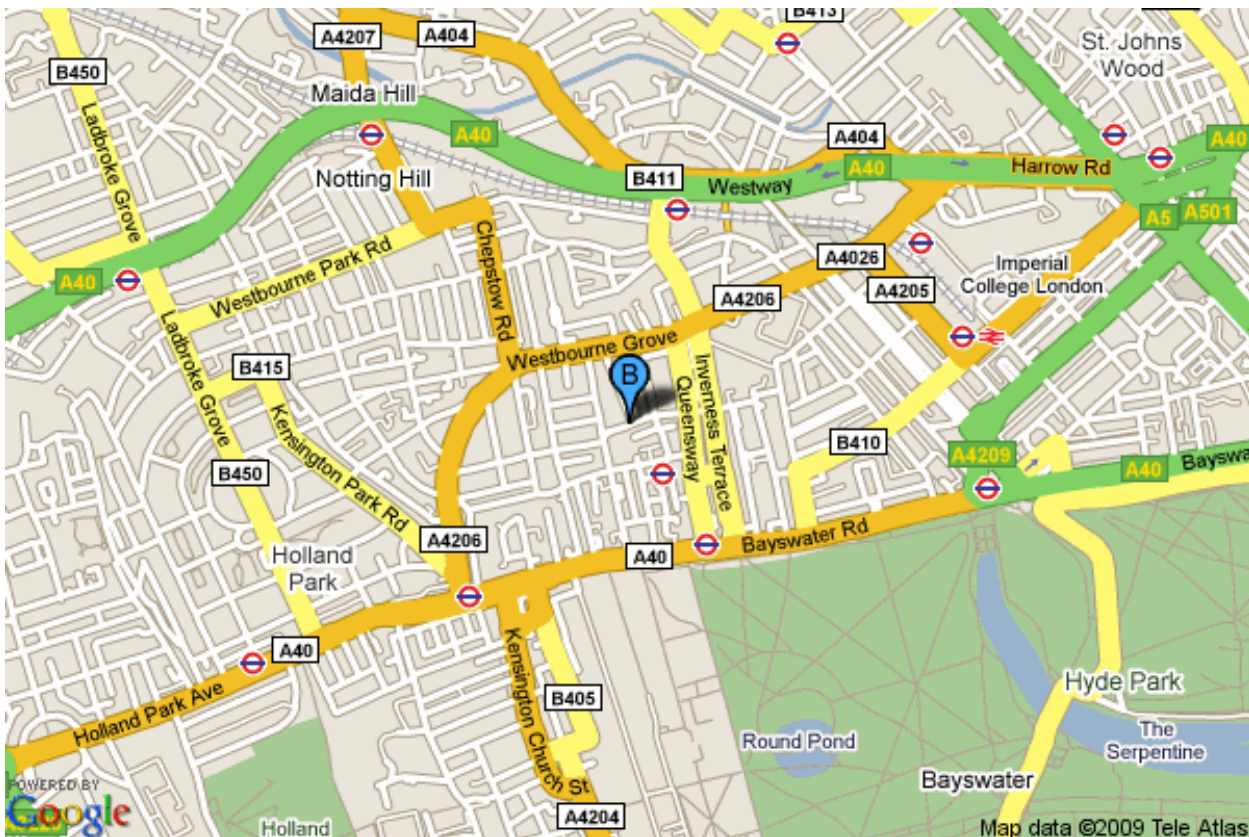 B413
A4207
A404
St. Johns
Wood
B450
Maida Hill
A40
A404
A40
A40
Harrow Rd
Ladbroke Grove
Notting Hill
B411
Westway
A5
A501
Chepstow Rd
Westbourne Park Rd
A4026
Imperial
College London
A40
A4205
A4206
Ladbroke Grove
Westbourne Grove
B415
B
Inverness Terrace
Queensway
Kensington Park Rd
B410
B450
A4209
A40
Baysw
A4206
A40
Bayswater Rd
Holland
Park
A40
Kensington Church St
Hyde Park
B405
Holland Park Ave
Round Pond
The
Serpentine
Bayswater
POWERED BY
Google
A4204
Holland
Map data ©2009 Tele Atlas